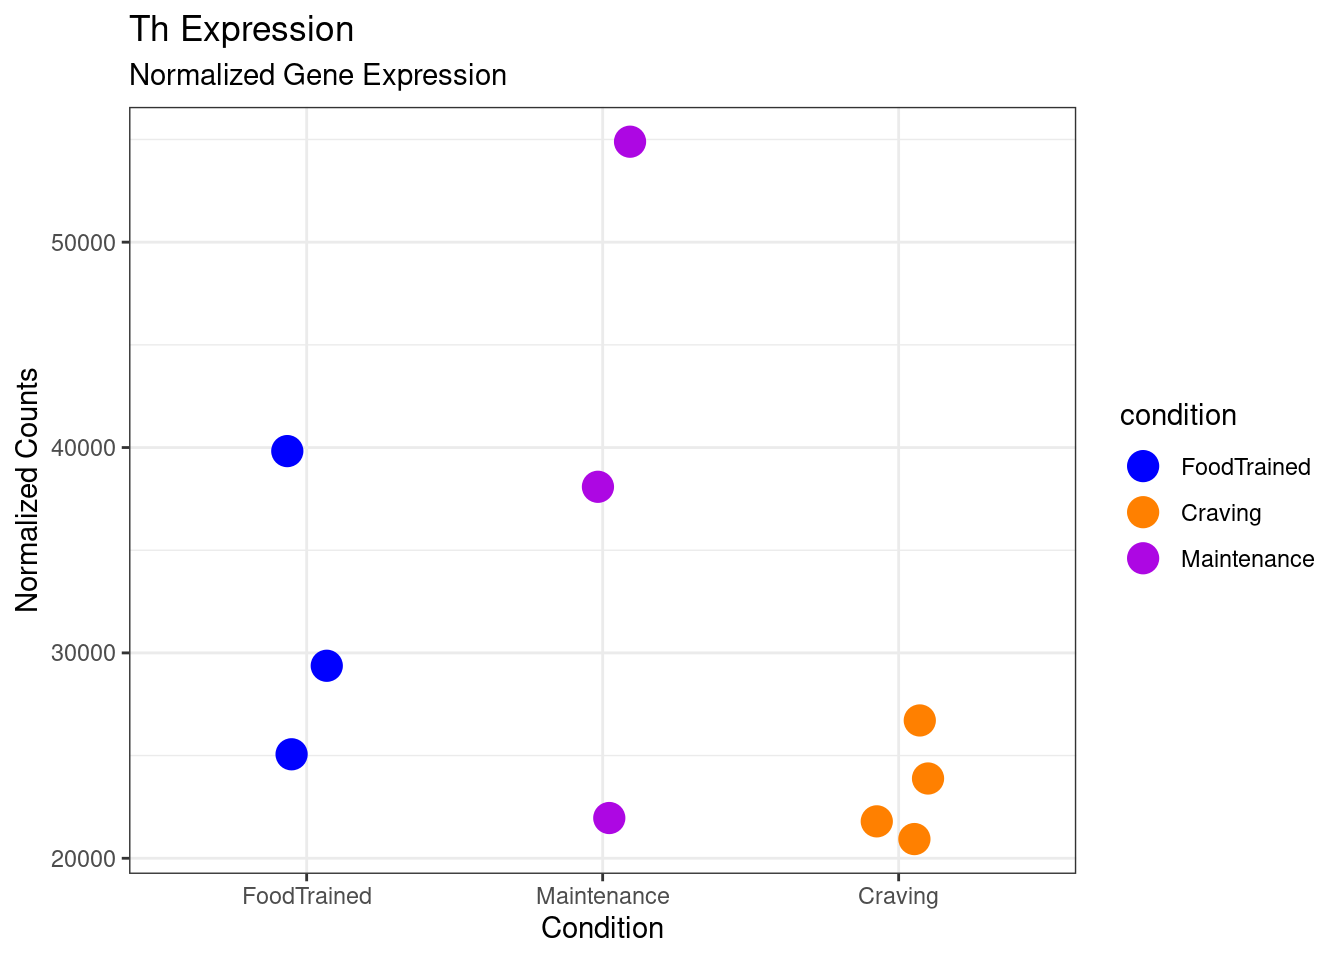 Th Expression
Normalized Gene Expression
Normalized Counts
50000
40000
30000
20000
FoodTrained
Maintenance
Craving
Condition
condition
FoodTrained
Craving
Maintenance